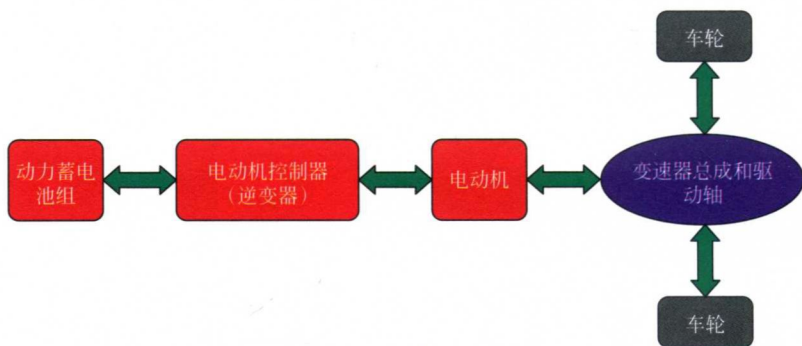 车轮
动力蓄电
池组
电动机控制器
（逆变器）
电动机
变速器总成和驱
动轴
车轮